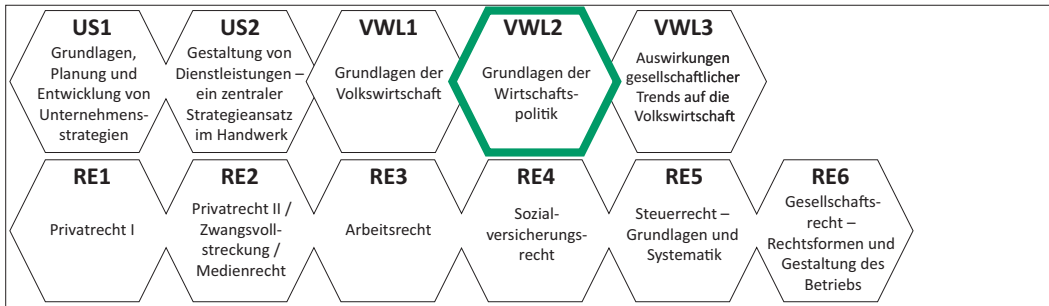 US1
Grundlagen,
Planung und
Entwicklung von
Unternehmens-
strategien
US2
Gestaltung von
Dienstleistungen –
ein zentraler
Strategieansatz
im Handwerk
VWL1
Grundlagen der
Volkswirtschaft
VWL2
Grundlagen der
Wirtschafts-
politik
VWL3
Auswirkungen
gesellschaftlicher
Trends auf die
Volkswirtschaft
RE1
Privatrecht I
RE2
Privatrecht II /
Zwangsvoll-
streckung /
Medienrecht
RE3
Arbeitsrecht
RE4
Sozial-
versicherungs-
recht
RE5
Steuerrecht –
Grundlagen und
Systematik
RE6
Gesellschafts-
recht –
Rechtsformen und
Gestaltung des
Betriebs